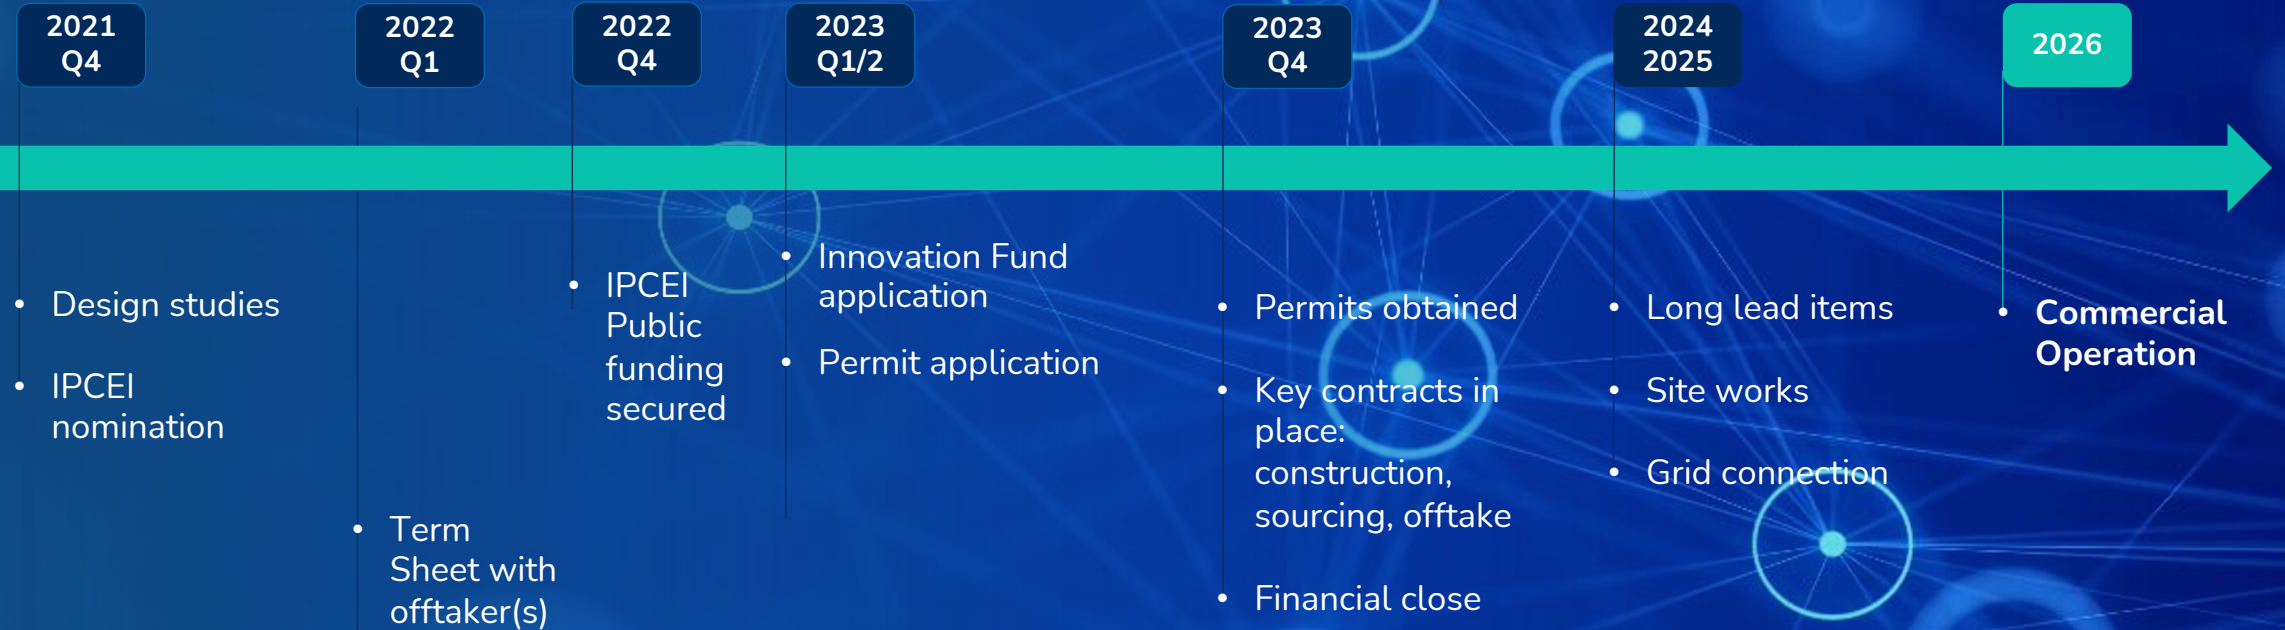 2021
Q4
2022
Q1
2022
Q4
2023
Q1/2
2023
Q4
2024
2025
2026
• Design studies
• IPCEI
nomination
• Term
Sheet with
offtaker(s)
• IPCEI
Public
funding
secured
• Innovation Fund
application
• Permit application
• Permits obtained
• Key contracts in
place:
construction,
sourcing, offtake
• Financial close
• Long lead items
• Site works
• Grid connection
• Commercial
Operation